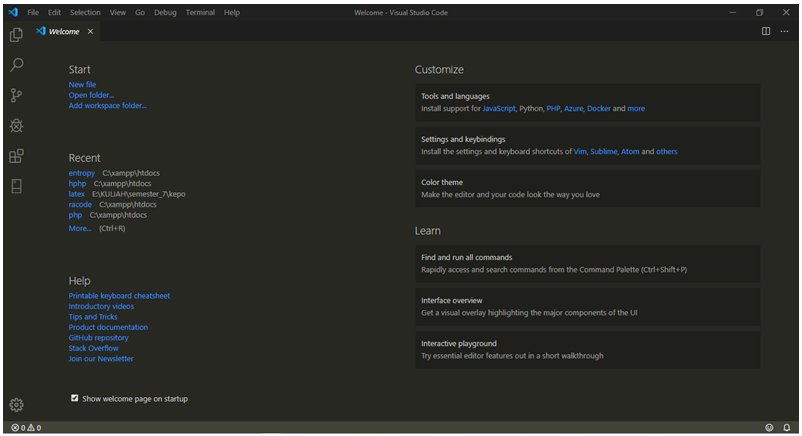 File Edit Selection View Go Debug Terminal Help
Welcome - Visual Studio Code
Welcome
Start
New file
Open folder...
Add workspace folder...
Recent
entropy C:\xampp\htdocs
hphp C:\xampp\htdocs
latex E:\KULIAH\semester_7\kepo
racode C:\xampp\htdocs
php C:\xampp\htdocs
More... (Ctrl+R)
Help
Printable keyboard cheatsheet
Introductory videos
Tips and Tricks
Product documentation
GitHub repository
Stack Overflow
Join our Newsletter
Show welcome page on startup
Customize
Tools and languages
Install support for JavaScript, Python, PHP, Azure, Docker and more
Settings and keybindings
Install the settings and keyboard shortcuts of Vim, Sublime, Atom and others
Color theme
Make the editor and your code look the way you love
Learn
Find and run all commands
Rapidly access and search commands from the Command Palette (Ctrl+Shift+P)
Interface overview
Get a visual overlay highlighting the major components of the UI
Interactive playground
Try essential editor features out in a short walkthrough
0 0